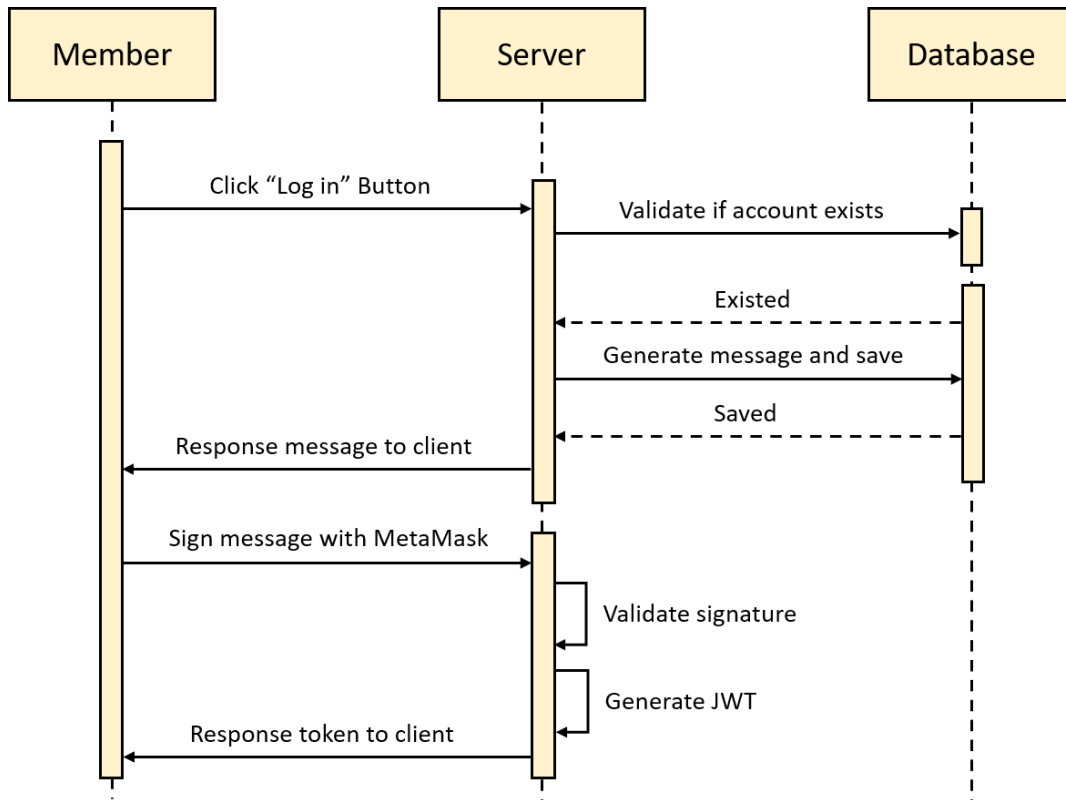 Member
Server
Database
Click “Log in” Button
Validate if account exists
Existed
Generate message and save
Saved
Response message to client
Sign message with MetaMask
Validate signature
Generate JWT
Response token to client